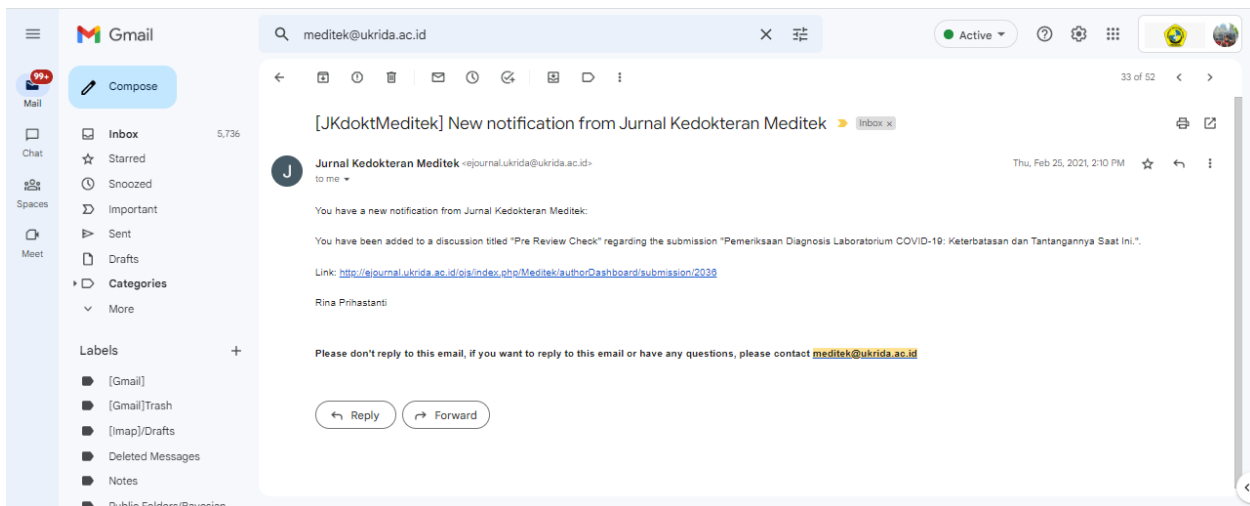 Gmail
meditek@ukrida.ac.id
Active
99+
Mail
Compose
33 of 52
Inbox 5,736
Chat
Starred
Snoozed
Spaces
Important
Sent
Meet
Drafts
Categories
More
Labels
[Gmail]
[Gmail]Trash
[Imap]/Drafts
Deleted Messages
Notes
Public Folders/Bayesian
[JKdoktMeditek] New notification from Jurnal Kedokteran Meditek Inbox x
J
Jurnal Kedokteran Meditek <ejournal.ukrida@ukrida.ac.id> Thu, Feb 25, 2021, 2:10 PM
to me
You have a new notification from Jurnal Kedokteran Meditek:
You have been added to a discussion titled "Pre Review Check" regarding the submission "Pemeriksaan Diagnosis Laboratorium COVID-19: Keterbatasan dan Tantangannya Saat Ini.".
Link: http://ejournal.ukrida.ac.id/ojs/index.php/Meditek/authorDashboard/submission/2036
Rina Prihastanti
Please don't reply to this email, if you want to reply to this email or have any questions, please contact meditek@ukrida.ac.id
Reply
Forward